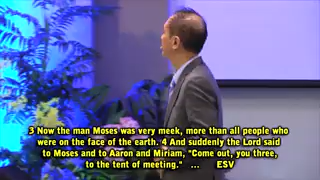 3 Now the man Moses was very meek, more than all people who
were on the face of the earth. 4 And suddenly the Lord said
to Moses and to Aaron and Miriam, "Come out, you three,
to the tent of meeting." ... ESV